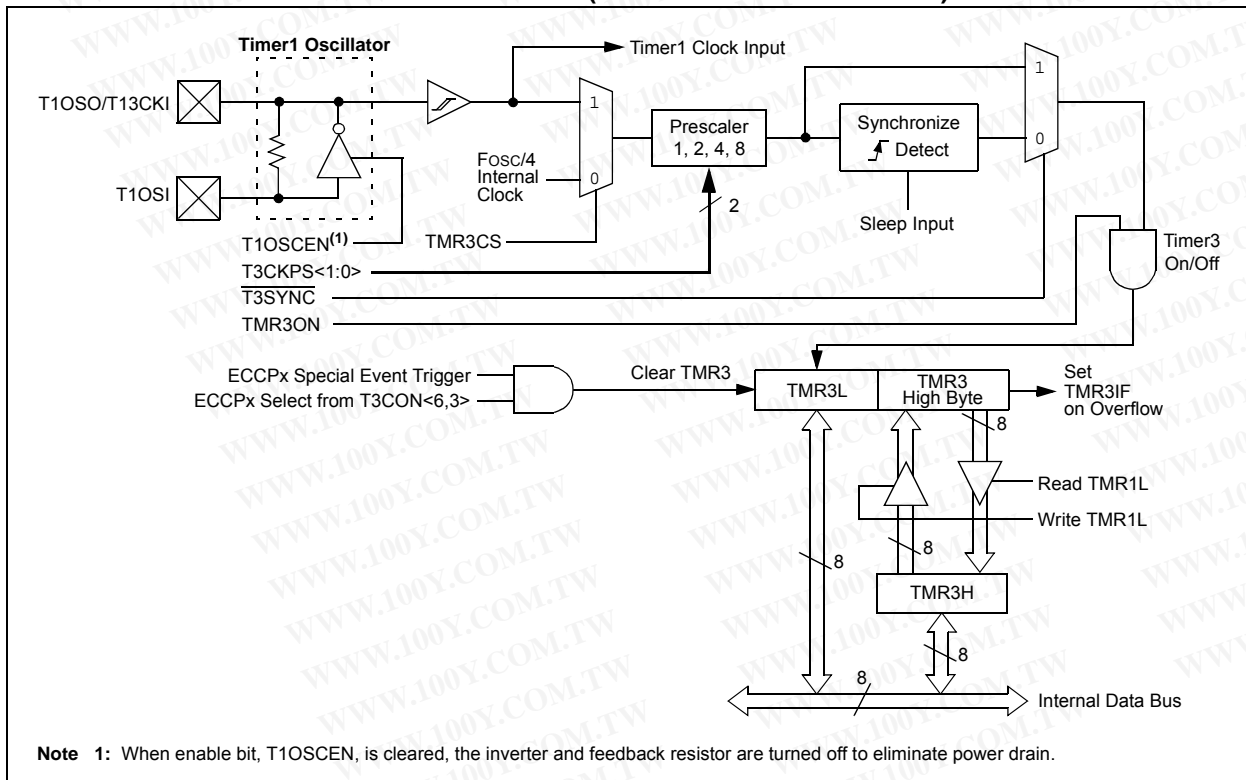 Timer1 Oscillator
Timer1 Clock Input
T1OSO/T13CKI
1
1
Prescaler
1, 2, 4, 8
Synchronize
Detect
FOSC/4
Internal
Clock
0
0
T1OSI
2
Sleep Input
T1OSCEN(1)
TMR3CS
Timer3
On/Off
T3CKPS<1:0>
T3SYNC
TMR3ON
ECCPx Special Event Trigger
ECCPx Select from T3CON<6,3>
Clear TMR3
TMR3L
TMR3
High Byte
Set
TMR3IF
on Overflow
8
Read TMR1L
Write TMR1L
8
8
TMR3H
8
8
Internal Data Bus
Note 1: When enable bit, T1OSCEN, is cleared, the inverter and feedback resistor are turned off to eliminate power drain.
WWW.100Y.COM.TW